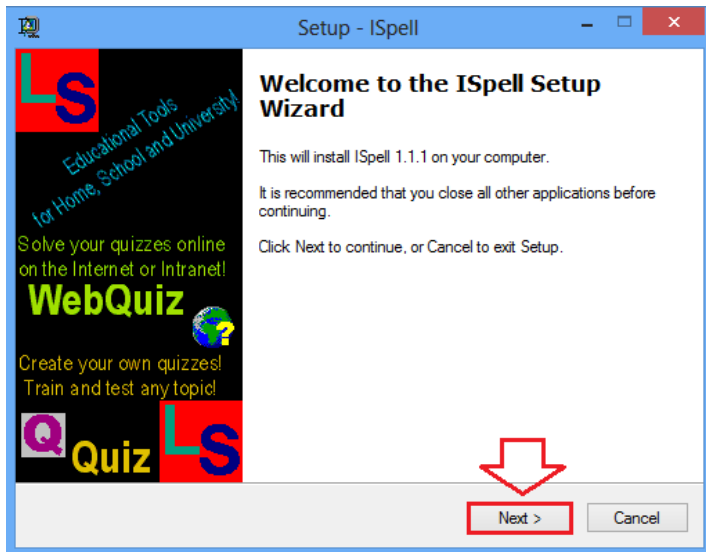 Setup - ISpell
LS
Educational Tools
for Home, School and University!
Solve your quizzes online
on the Internet or Intranet!
WebQuiz
?
Create your own quizzes!
Train and test any topic!
Q
Quiz
LS
Welcome to the ISpell Setup
Wizard
This will install ISpell 1.1.1 on your computer.
It is recommended that you close all other applications before
continuing.
Click Next to continue, or Cancel to exit Setup.
Next >
Cancel